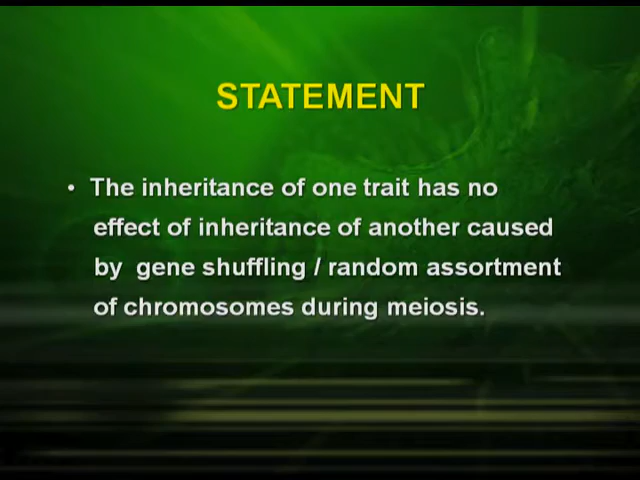 STATEMENT
• The inheritance of one trait has no
effect of inheritance of another caused
by gene shuffling / random assortment
of chromosomes during meiosis.